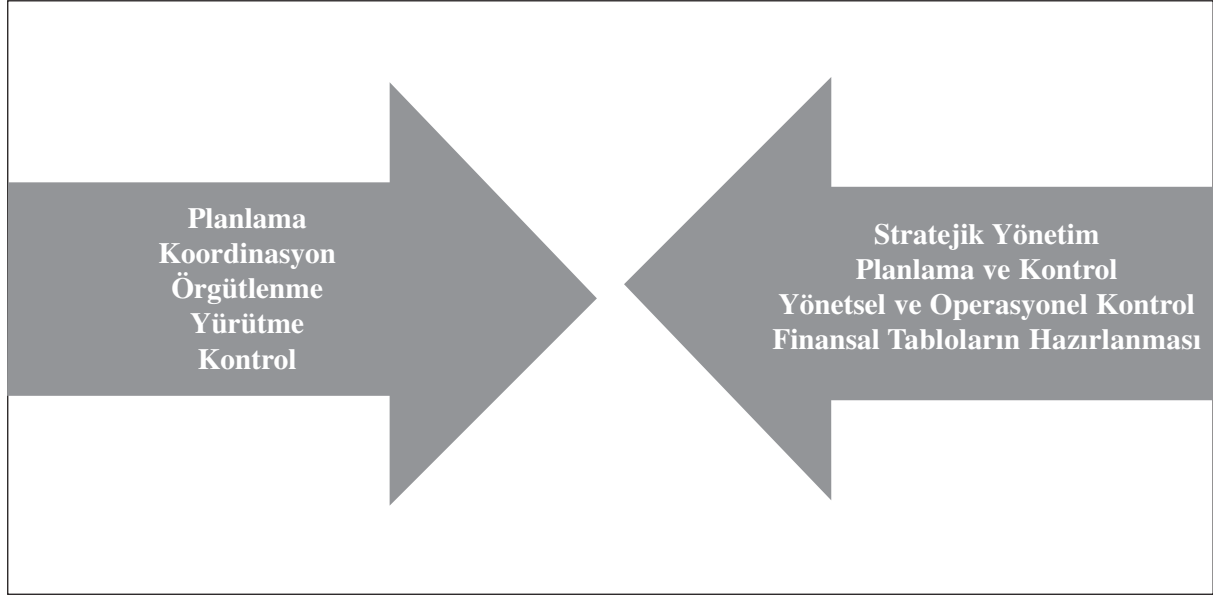 Planlama
Koordinasyon
Örgütlenme
Yürütme
Kontrol
Stratejik Yönetim
Planlama ve Kontrol
Yönetsel ve Operasyonel Kontrol
Finansal Tabloların Hazırlanması